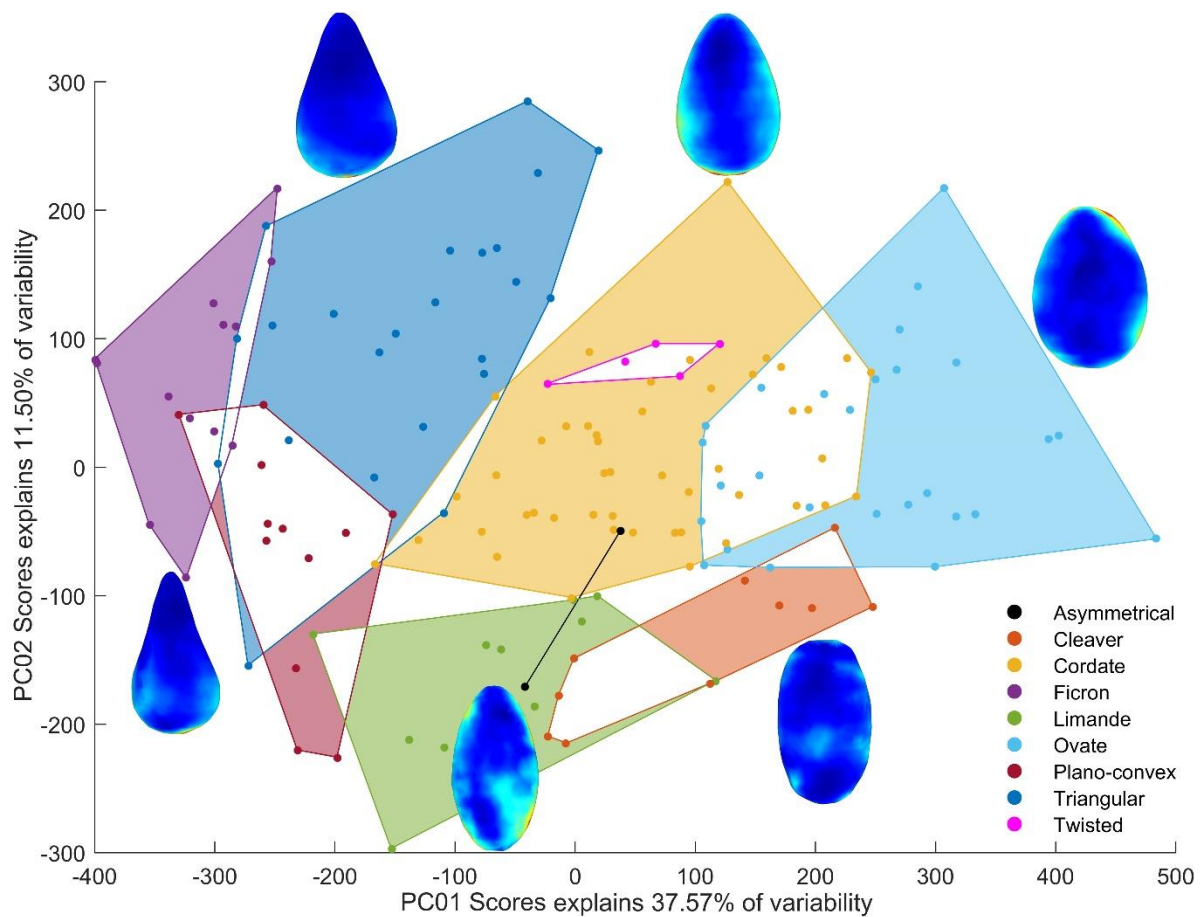 300
200
100
0
-100
-200
-300
PC02 Scores explains 11.50% of variability
Asymmetrical
Cleaver
Cordate
Ficron
Limande
Ovate
Plano-convex
Triangular
Twisted
-400 -300 -200 -100 0 100 200 300 400 500
PC01 Scores explains 37.57% of variability